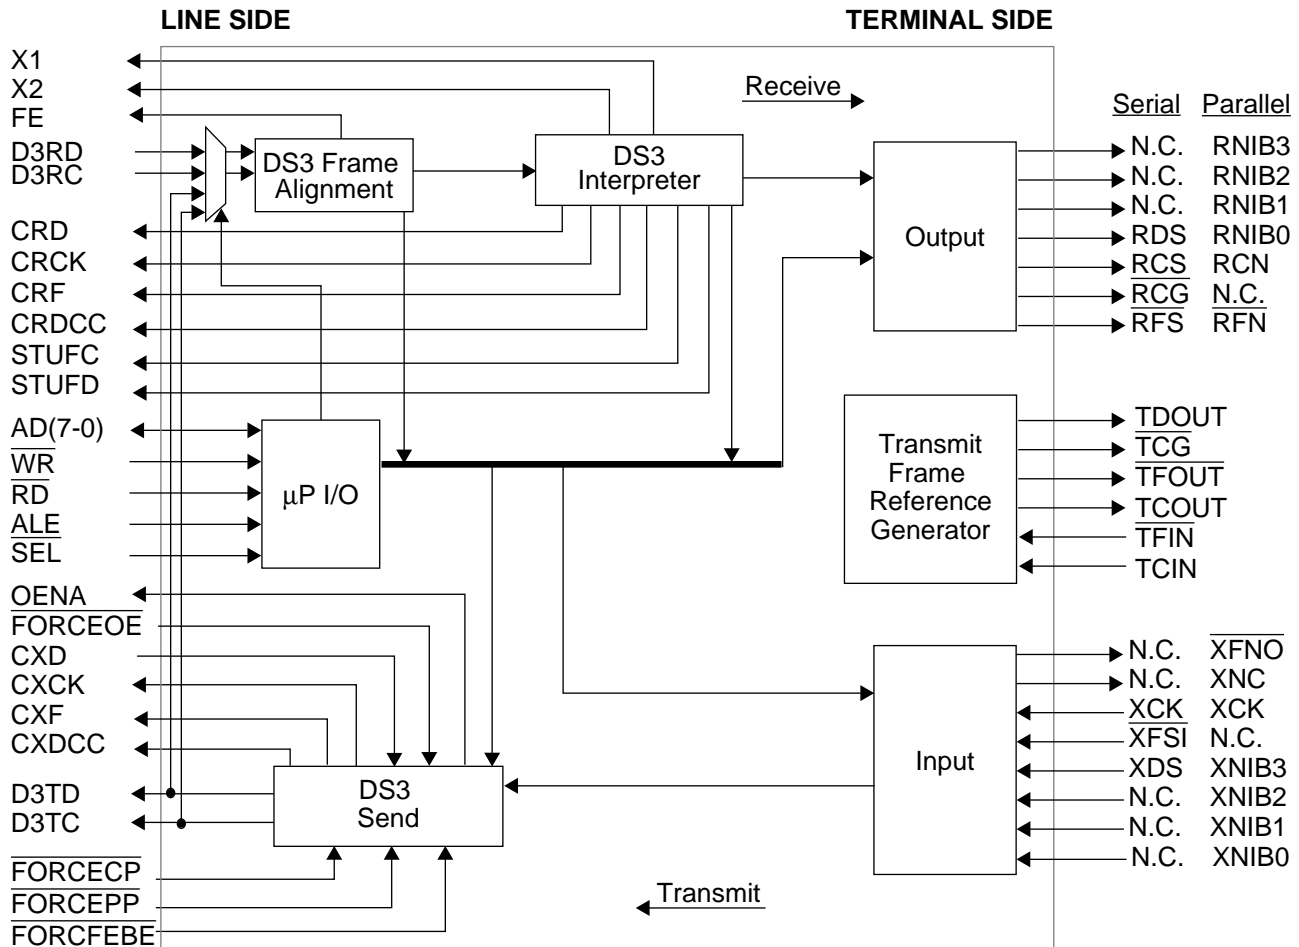 LINE SIDE
TERMINAL SIDE
X1
X2
FE
D3RD
D3RC
CRD
CRCK
CRF
CRDCC
STUFC
STUFD
AD(7-0)
WR
RD
ALE
SEL
OENA
FORCEOE
CXD
CXCK
CXF
CXDCC
D3TD
D3TC
FORCECP
FORCEPP
FORCFEBE
DS3 Frame
Alignment
DS3
Interpreter
Receive
Output
μP I/O
Transmit
Frame
Reference
Generator
DS3
Send
Input
Transmit
Serial Parallel
N.C. RNIB3
N.C. RNIB2
N.C. RNIB1
RDS RNIB0
RCS RCN
RCG N.C.
RFS RFN
TDOUT
TCG
TFOUT
TCOUT
TFIN
TCIN
N.C. XFNO
N.C. XNC
XCK XCK
XFSI N.C.
XDS XNIB3
N.C. XNIB2
N.C. XNIB1
N.C. XNIB0